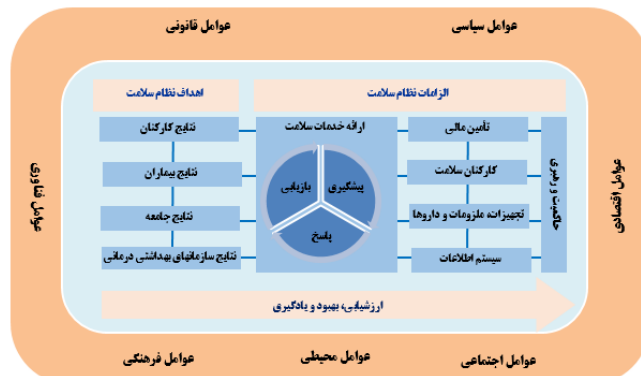 عوامل سیاسی
عوامل قانونی
الزامات نظام سلامت
اهداف نظام سلامت
عوامل اقتصادی
حاکمیت و رهبری
تأمین مالی
کارکنان سلامت
تجهیزات، ملزومات و داروها
سیستم اطلاعات
ارائه خدمات سلامت
پیشگیری
بازیابی
پاسخ
نتایج کارکنان
نتایج بیماران
نتایج جامعه
نتایج سازمانهای بهداشتی درمانی
عوامل فناوری
ارزشیابی، بهبود و یادگیری
عوامل اجتماعی
عوامل محیطی
عوامل فرهنگی